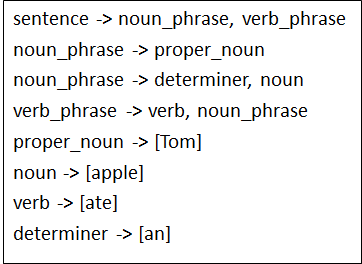 sentence -> noun_phrase, verb_phrase
noun_phrase -> proper_noun
noun_phrase -> determiner, noun
verb_phrase -> verb, noun_phrase
proper_noun -> [Tom]
noun -> [apple]
verb -> [ate]
determiner -> [an]